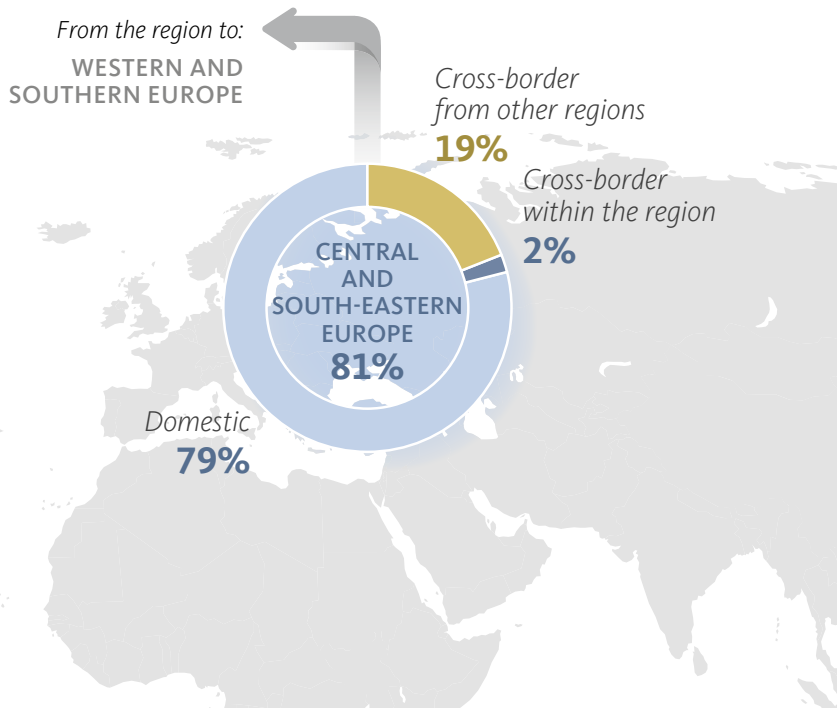 From the region to:
WESTERN AND
SOUTHERN EUROPE
Cross-border
from other regions
19%
Cross-border
within the region
2%
CENTRAL
AND
SOUTH-EASTERN
EUROPE
81%
Domestic
79%